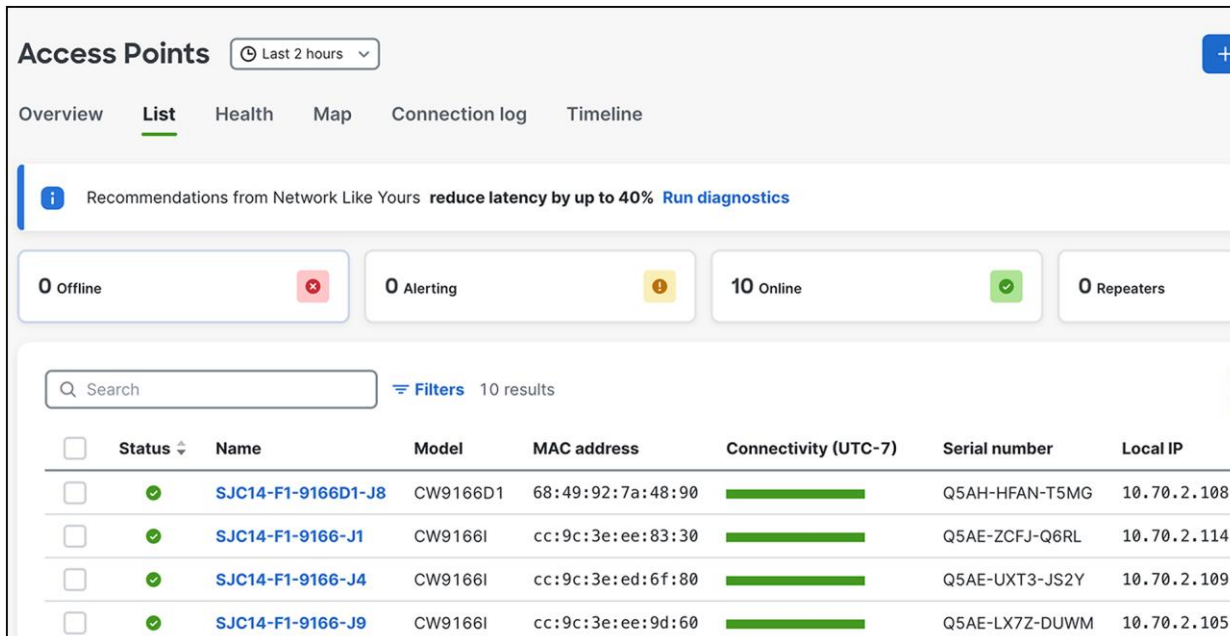 Access Points Last 2 hours +
Overview List Health Map Connection log Timeline
Recommendations from Network Like Yours reduce latency by up to 40% Run diagnostics
0 Offline 0 Alerting 10 Online 0 Repeaters
Search Filters 10 results
Status Name Model MAC address Connectivity (UTC-7) Serial number Local IP
SJC14-F1-9166D1-J8 CW9166D1 68:49:92:7a:48:90 Q5AH-HFAN-T5MG 10.70.2.108
SJC14-F1-9166-J1 CW9166I cc:9c:3e:ee:83:30 Q5AE-ZCFJ-Q6RL 10.70.2.114
SJC14-F1-9166-J4 CW9166I cc:9c:3e:ed:6f:80 Q5AE-UXT3-JS2Y 10.70.2.109
SJC14-F1-9166-J9 CW9166I cc:9c:3e:ee:9d:60 Q5AE-LX7Z-DUWM 10.70.2.105